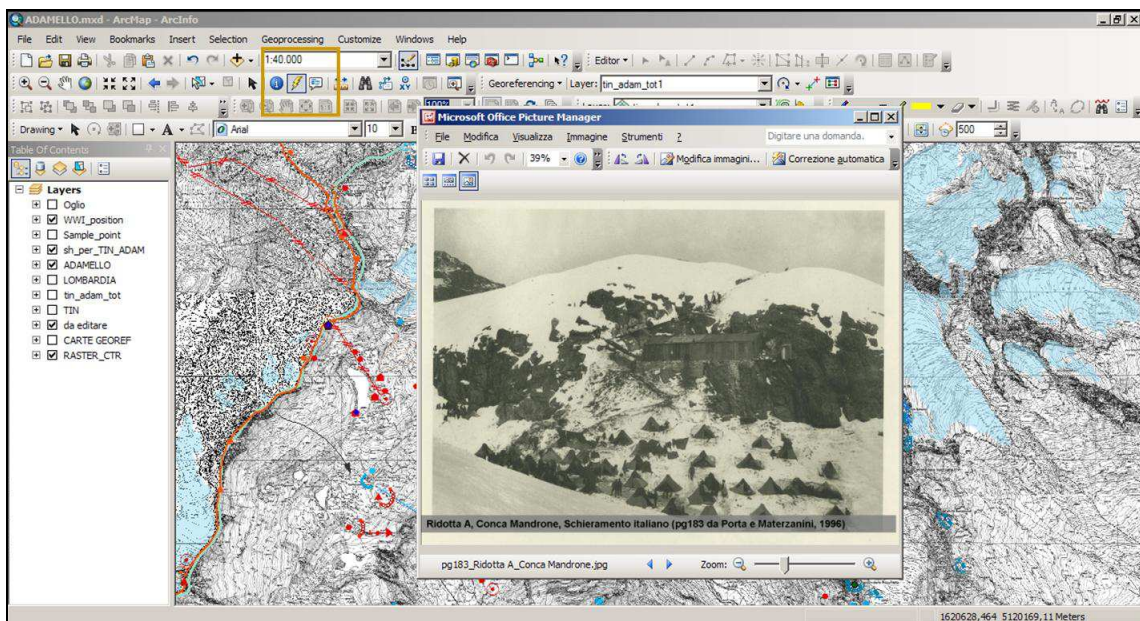 ADAMELLO.mxd - ArcMap - ArcInfo
File Edit View Bookmarks Insert Selection Geoprocessing Customize Windows Help
1:40.000
Editor
Georeferencing Layer: tin_adam_tot1
100%
Drawing A Arial 10 B 500
Table Of Contents
Layers
Oglio
WWI_position
Sample_point
sh_per_TIN_ADAM
ADAMELLO
LOMBARDIA
tin_adam_tot
TIN
da editare
CARTE GEOREF
RASTER_CTR
Microsoft Office Picture Manager
File Modifica Visualizza Immagine Strumenti ? Digitare una domanda.
39% Modifica immagini... Correzione automatica
Ridotta A, Conca Mandrone, Schieramento italiano (pg183 da Porta e Materzanini, 1996)
pg183_Ridotta A_Conca Mandrone.jpg Zoom:
1620628,464 5120169,11 Meters